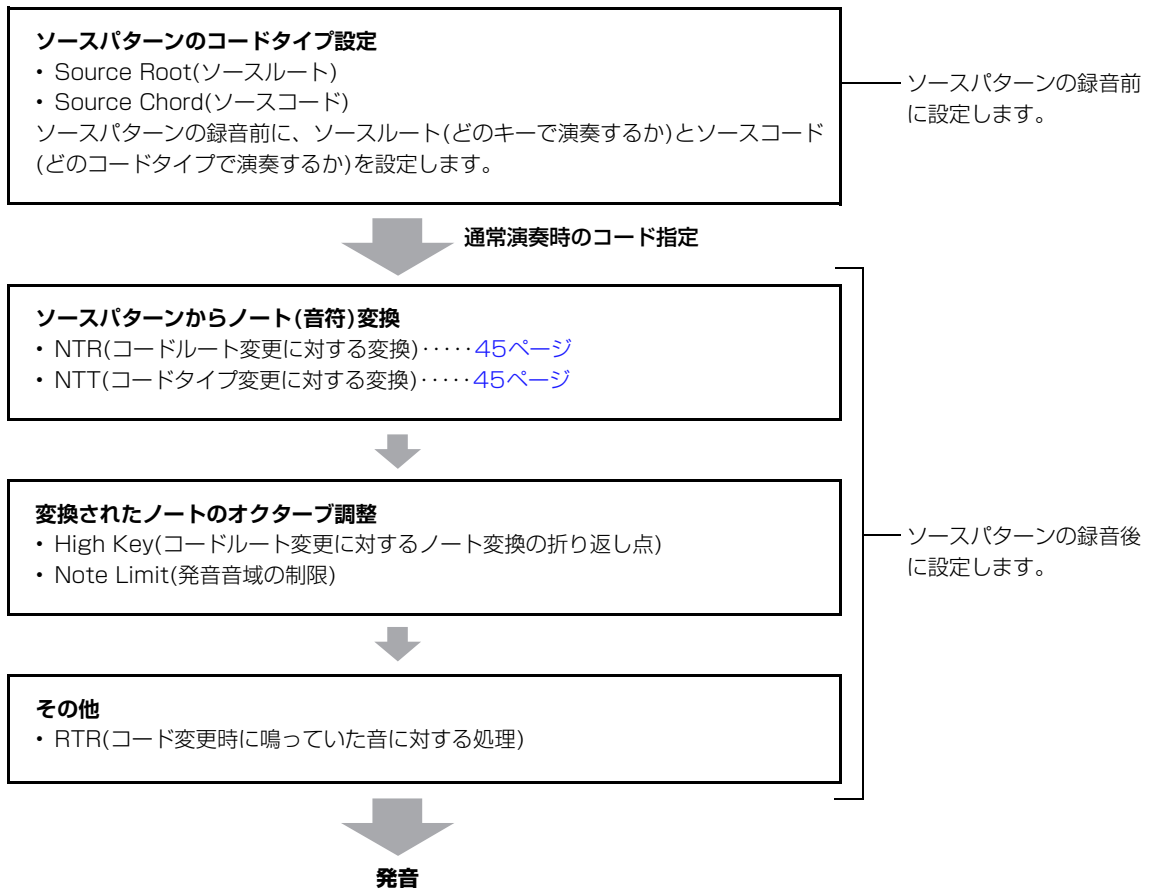 ソースパターンのコードタイプ設定
• Source Root(ソースルート)
• Source Chord(ソースコード)
ソースパターンの録音前に、ソースルート(どのキーで演奏するか)とソースコード
(どのコードタイプで演奏するか)を設定します。
ソースパターンの録音前
に設定します。
通常演奏時のコード指定
ソースパターンからノート(音符)変換
• NTR(コードルート変更に対する変換)‥‥‥45ページ
• NTT(コードタイプ変更に対する変換)‥‥‥45ページ
変換されたノートのオクターブ調整
• High Key(コードルート変更に対するノート変換の折り返し点)
• Note Limit(発音音域の制限)
ソースパターンの録音後
に設定します。
その他
• RTR(コード変更時に鳴っていた音に対する処理)
発音